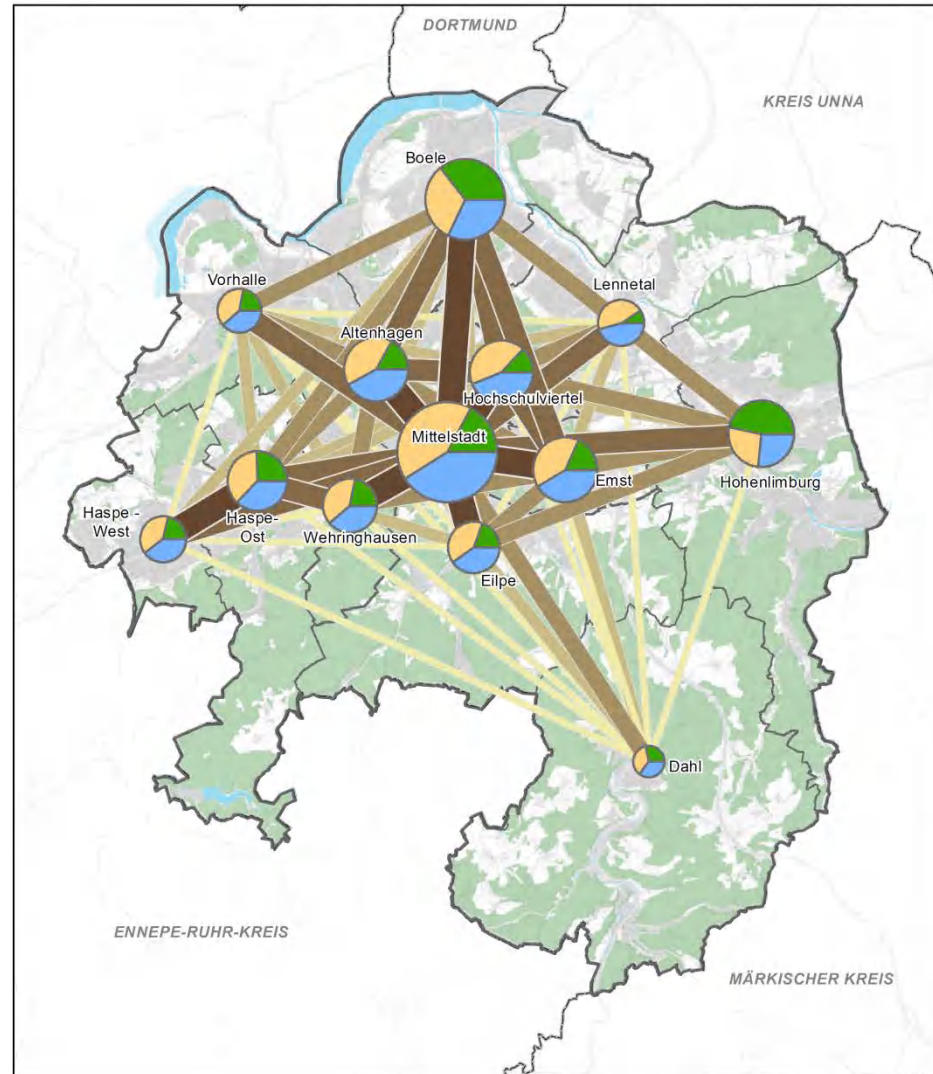 DORTMUND
KREIS UNNA
Boele
Vorhalle
Lennetal
Altenhagen
Hochschulviertel
Mittelstadt
Emst
Hohenlimburg
Haspe -
West
Haspe-
Ost
Wehringhausen
Eilpe
Dahl
ENNEPE-RUHR-KREIS
MÄRKISCHER KREIS